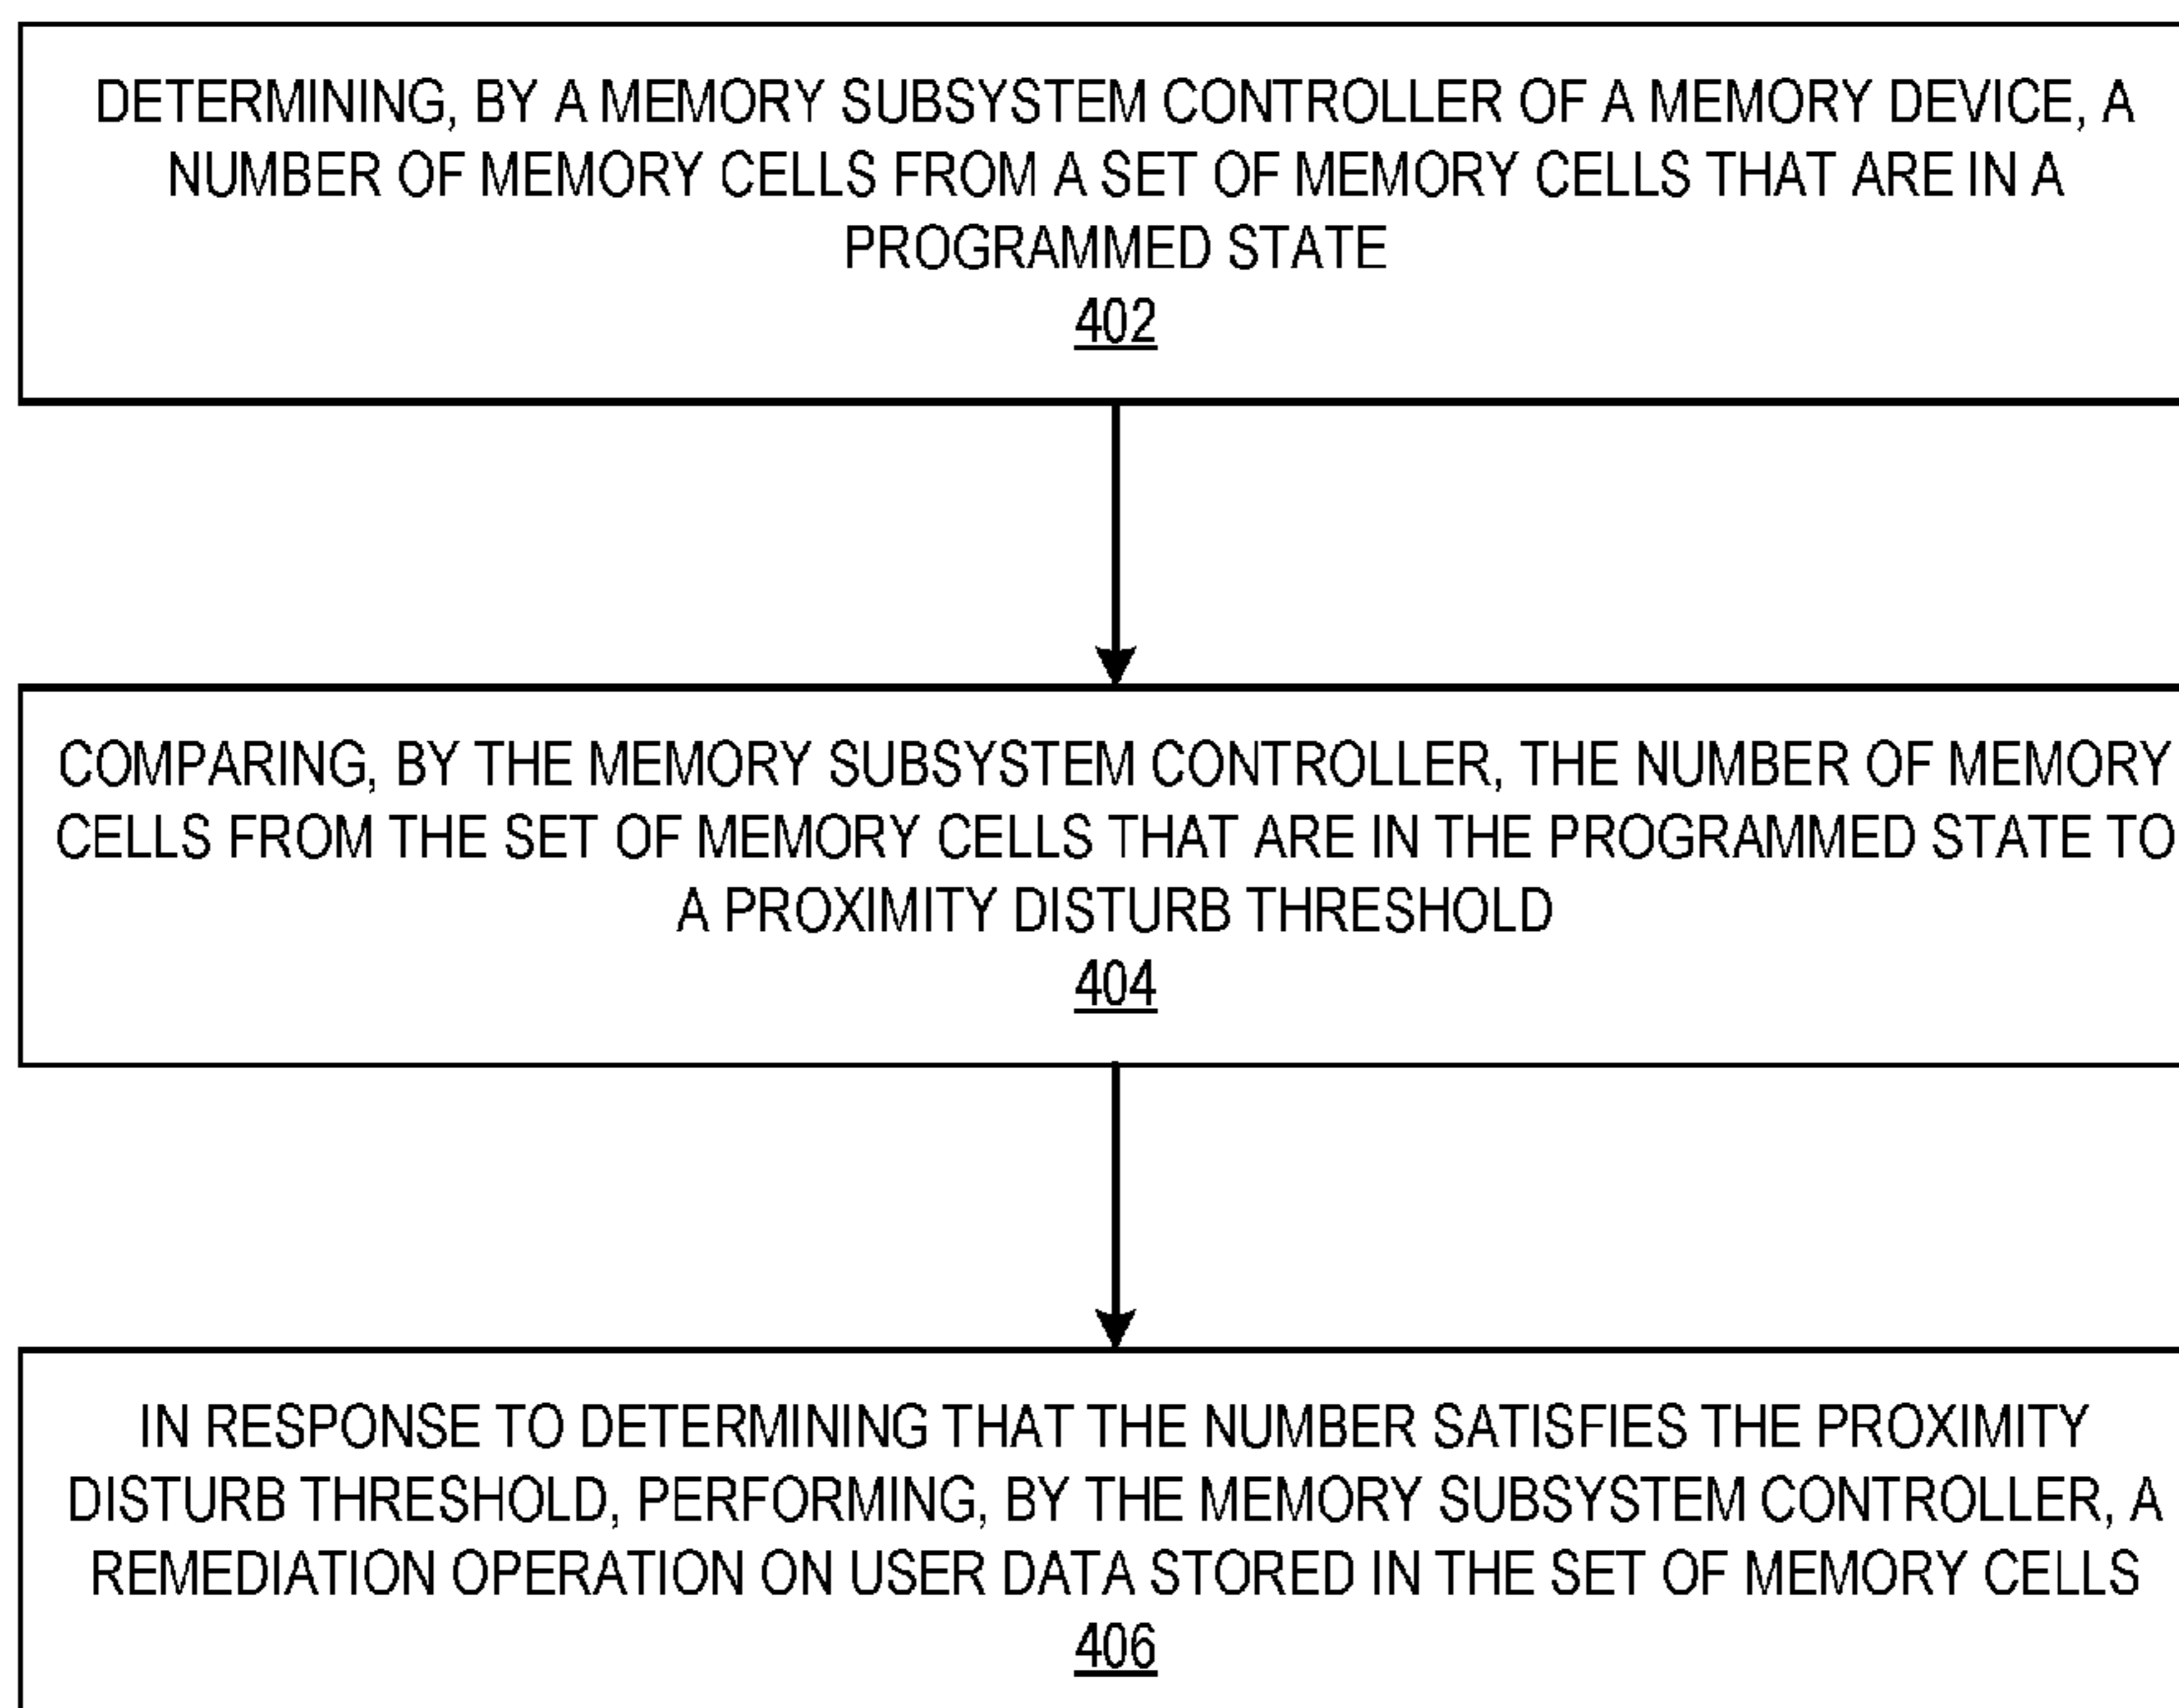 DETERMINING, BY A MEMORY SUBSYSTEM CONTROLLER OF A MEMORY DEVICE, A
NUMBER OF MEMORY CELLS FROM A SET OF MEMORY CELLS THAT ARE IN A
PROGRAMMED STATE
402
COMPARING, BY THE MEMORY SUBSYSTEM CONTROLLER, THE NUMBER OF MEMORY
CELLS FROM THE SET OF MEMORY CELLS THAT ARE IN THE PROGRAMMED STATE TO
A PROXIMITY DISTURB THRESHOLD
404
IN RESPONSE TO DETERMINING THAT THE NUMBER SATISFIES THE PROXIMITY
DISTURB THRESHOLD, PERFORMING, BY THE MEMORY SUBSYSTEM CONTROLLER, A
REMEDIATION OPERATION ON USER DATA STORED IN THE SET OF MEMORY CELLS
406